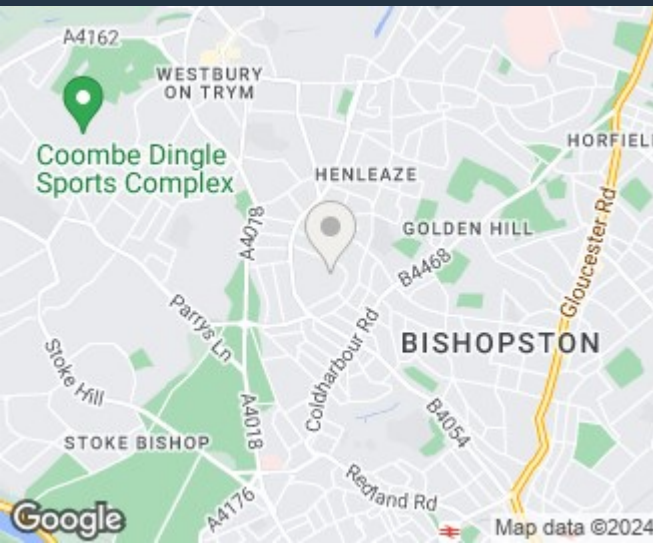 A4162
WESTBURY
ON TRYM
Coombe Dingle
Sports Complex
HENLEAZE
HORFIEL
A4018
GOLDEN HILL
B4468
Gloucester Rd
Parrys Ln
Coldharbour Rd
BISHOPSTON
Stoke Hill
STOKE BISHOP
A4018
B4054
A4176
Redland Rd
Google
Map data ©2024